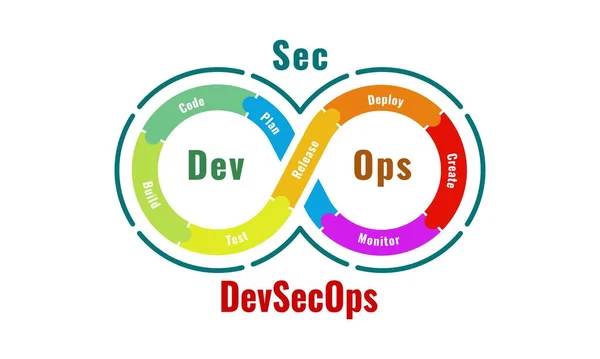 Sec
Code
Plan
Deploy
Dev
Release
Ops
Create
Build
Test
Monitor
DevSecOps